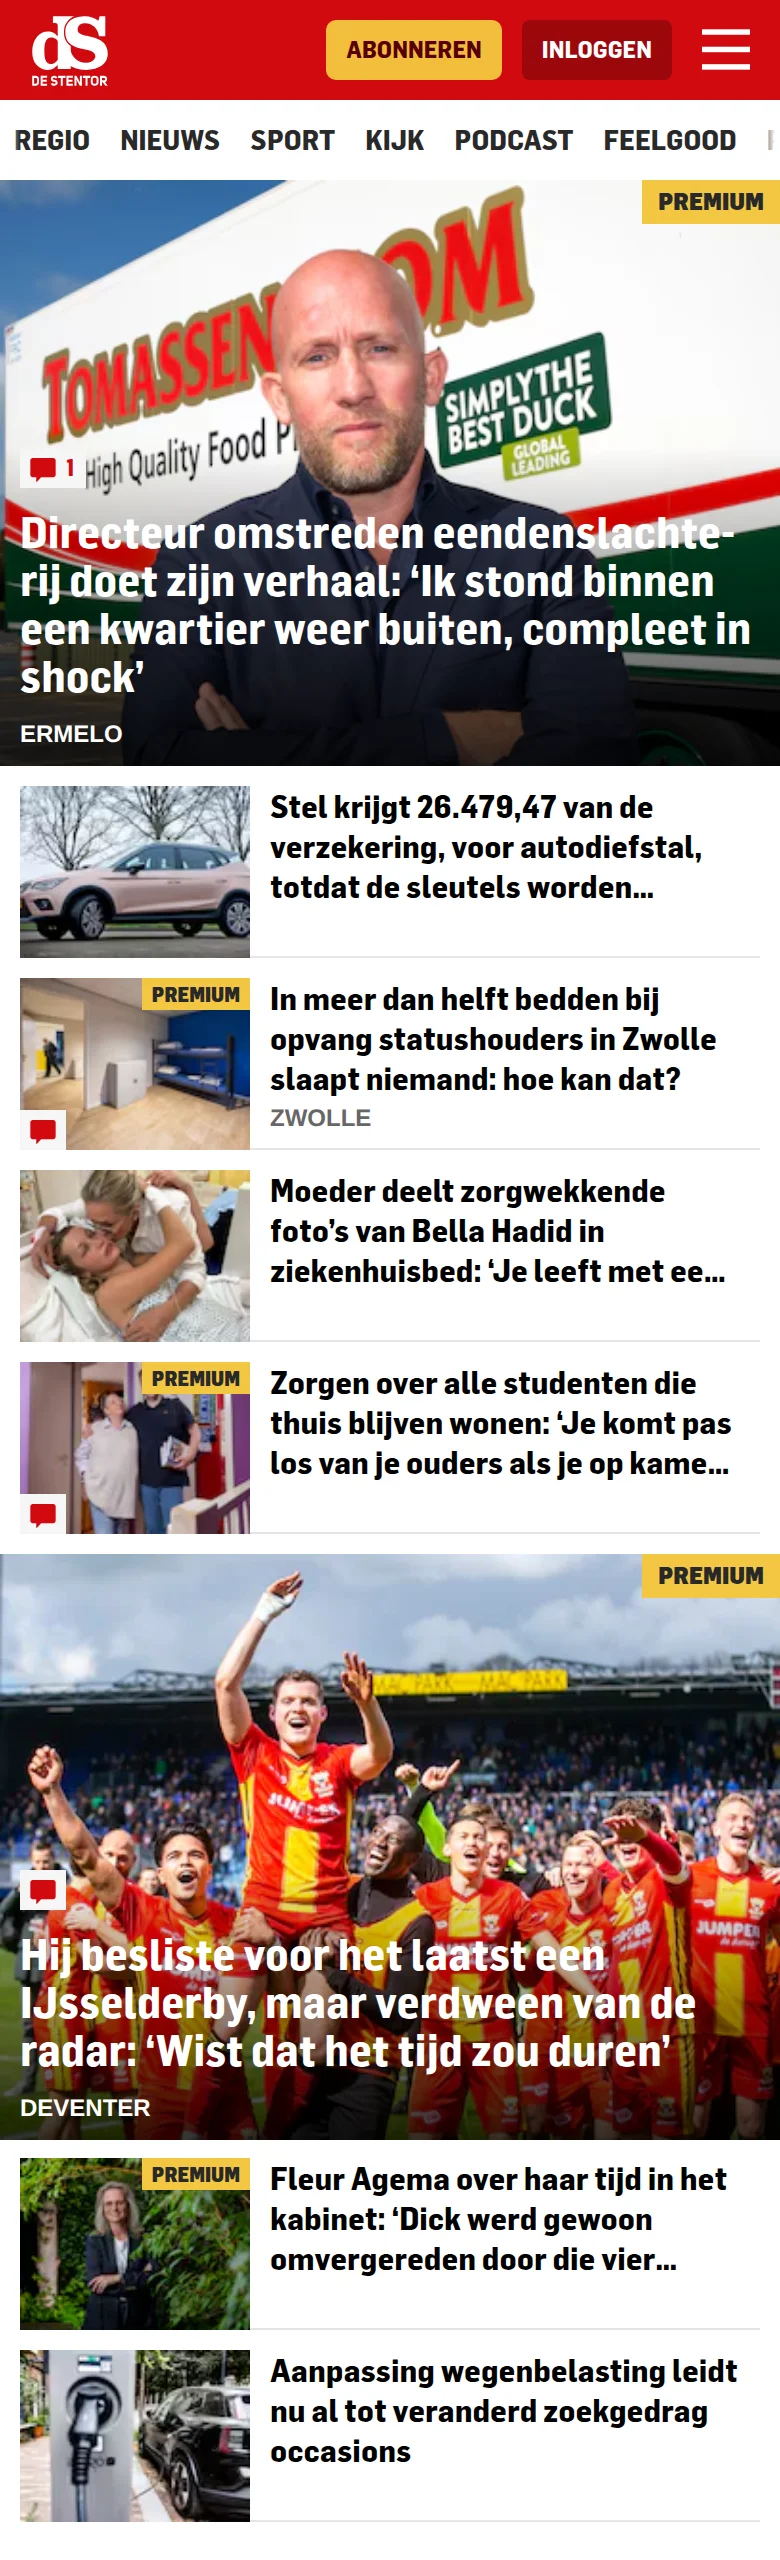 dS
DE STENTOR
ABONNEREN
INLOGGEN
REGIO NIEUWS SPORT KIJK PODCAST FEELGOOD
PREMIUM
TOMASSEN
OM
SIMPLY THE
BEST DUCK
GLOBAL
LEADING
High Quality Food
1
Directeur omstreden eendenslachte-
rij doet zijn verhaal: ‘Ik stond binnen
een kwartier weer buiten, compleet in
shock’
ERMELO
Stel krijgt 26.479,47 van de
verzekering, voor autodiefstal,
totdat de sleutels worden...
PREMIUM
In meer dan helft bedden bij
opvang statushouders in Zwolle
slaapt niemand: hoe kan dat?
ZWOLLE
Moeder deelt zorgwekkende
foto’s van Bella Hadid in
ziekenhuisbed: ‘Je leeft met ee...
PREMIUM
Zorgen over alle studenten die
thuis blijven wonen: ‘Je komt pas
los van je ouders als je op kame...
PREMIUM
MAC PARK MAC PARK
JUMPER
Hij besliste voor het laatst een
IJsselderby, maar verdween van de
radar: ‘Wist dat het tijd zou duren’
DEVENTER
PREMIUM
Fleur Agema over haar tijd in het
kabinet: ‘Dick werd gewoon
omvergereden door die vier...
Aanpassing wegenbelasting leidt
nu al tot veranderd zoekgedrag
occasions